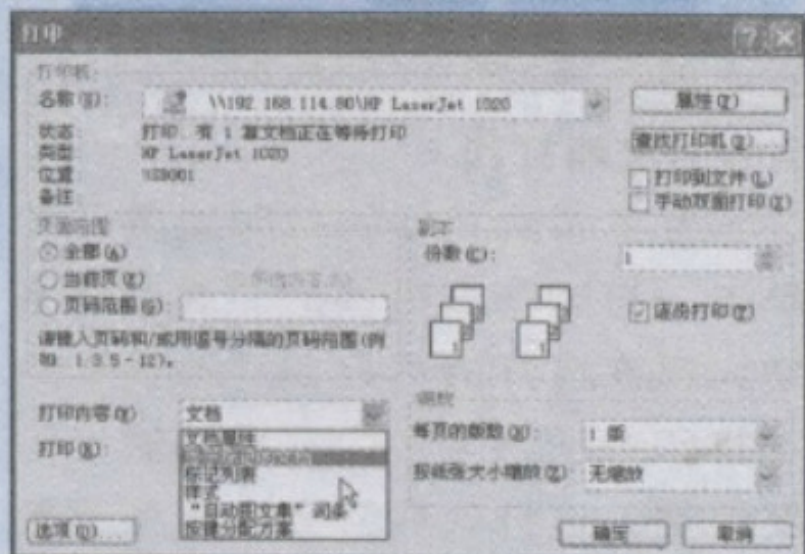 打印
打印机
名称(N): \\192.168.114.80\HP LaserJet 1020 属性(P)
状态: 打印 有 1 篇文档正在等待打印 查找打印机(D)...
类型: HP LaserJet 1020
位置: USB001 打印到文件(L)
备注: 手动双面打印(X)
页面范围 副本
全部(A) 份数(C): 1
当前页(E)
页码范围(G): 逐份打印(T)
请键入页码和/或用逗号分隔的页码范围(例
如: 1,3,5-12)。
打印内容(W): 文档 缩放
文档属性 每页的版数(H): 1 版
打印(R):
标记列表 按纸张大小缩放(Z): 无缩放
样式
“自动图文集”词条
按键分配方案
选项(O)... 确定 取消